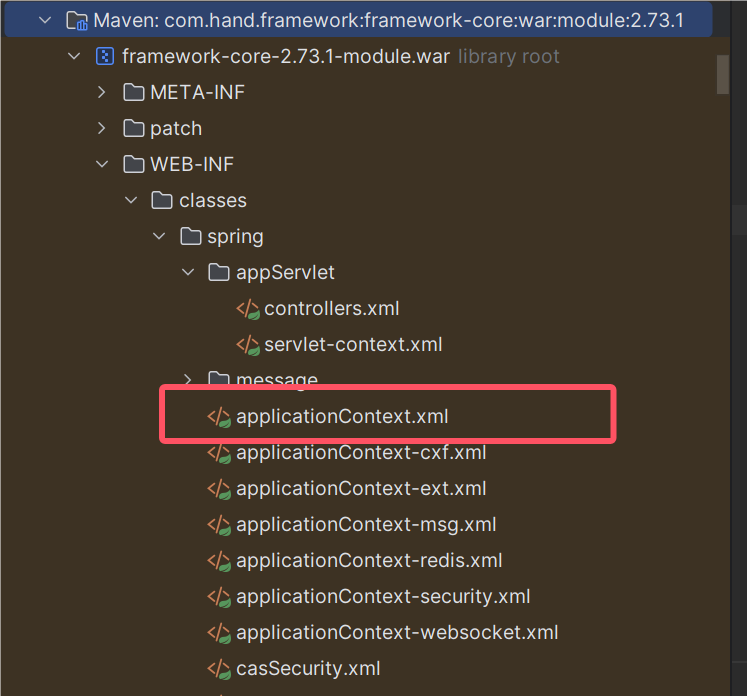 Maven: com.hand.framework:framework-core:war:module:2.73.1
framework-core-2.73.1-module.war library root
META-INF
patch
WEB-INF
classes
spring
appServlet
controllers.xml
servlet-context.xml
message
applicationContext.xml
applicationContext-cxf.xml
applicationContext-ext.xml
applicationContext-msg.xml
applicationContext-redis.xml
applicationContext-security.xml
applicationContext-websocket.xml
casSecurity.xml